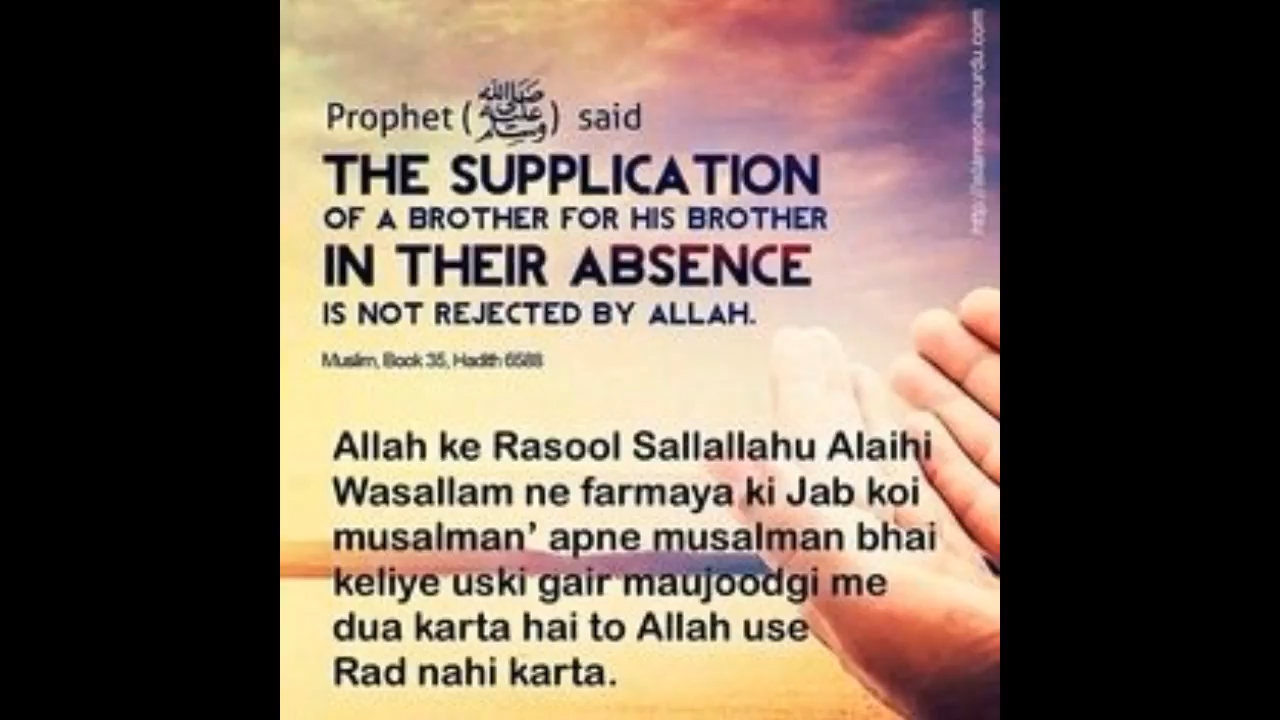 Prophet (صلى الله عليه وسلم) said
THE SUPPLICATION
OF A BROTHER FOR HIS BROTHER
IN THEIR ABSENCE
IS NOT REJECTED BY ALLAH.
Muslim, Book 35, Hadith 6588
Allah ke Rasool Sallallahu Alaihi
Wasallam ne farmaya ki Jab koi
musalman’ apne musalman bhai
keliye uski gair maujoodgi me
dua karta hai to Allah use
Rad nahi karta.